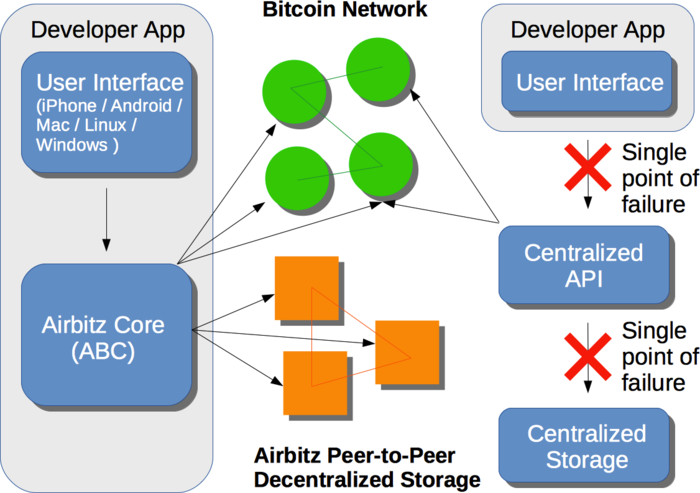 Developer App
User Interface
(iPhone / Android /
Mac / Linux /
Windows )
Airbitz Core
(ABC)
Bitcoin Network
Airbitz Peer-to-Peer
Decentralized Storage
Developer App
User Interface
Single
point of
failure
Centralized
API
Single
point of
failure
Centralized
Storage